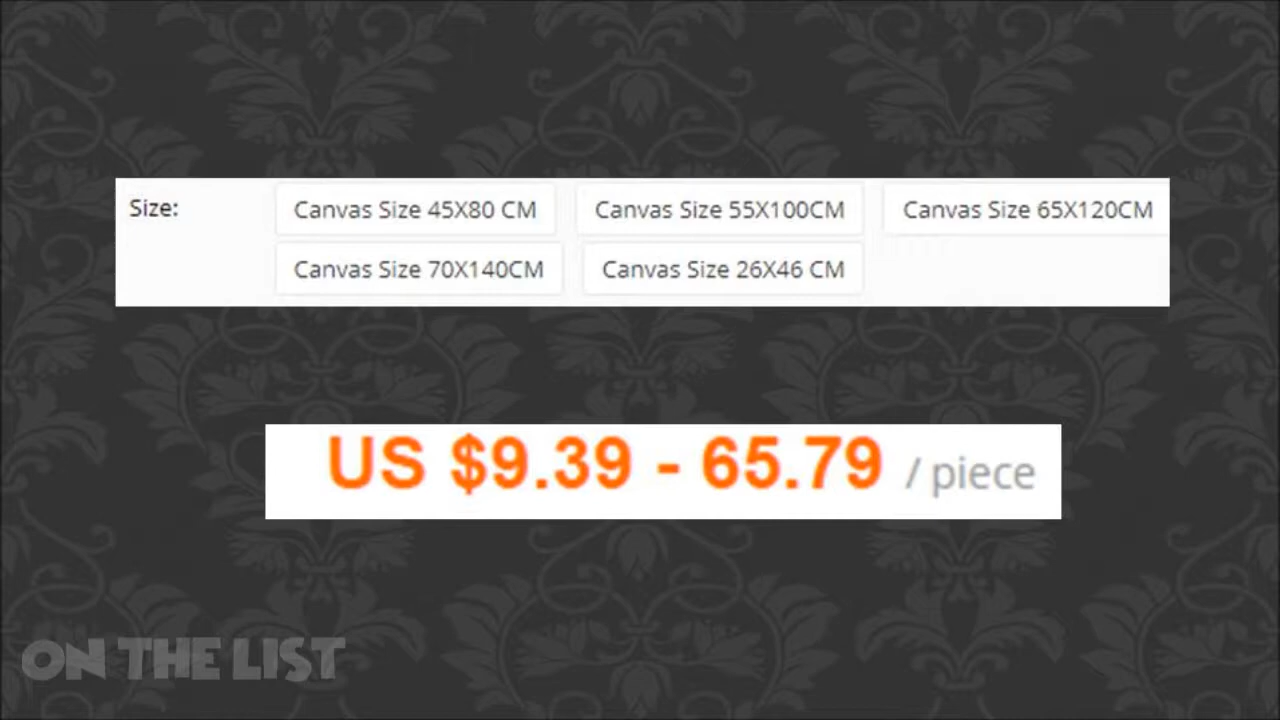 Size: Canvas Size 45X80 CM Canvas Size 55X100CM Canvas Size 65X120CM
Canvas Size 70X140CM Canvas Size 26X46 CM
US $9.39 - 65.79 / piece
ON THE LIST